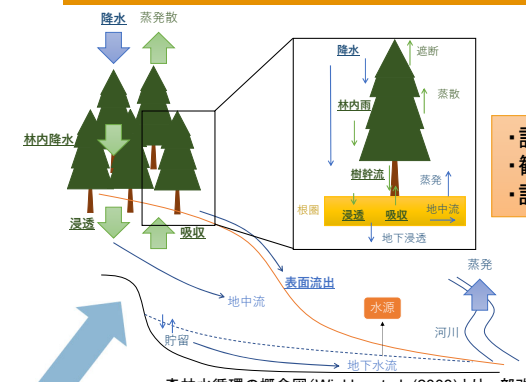 降水 蒸発散
降水
遮断
蒸散
林内雨
林内降水
樹幹流
蒸発
根圏
浸透 吸収 地中流
地下浸透
浸透
吸収
蒸発
表面流出
地中流
水源
河川
貯留
地下水流